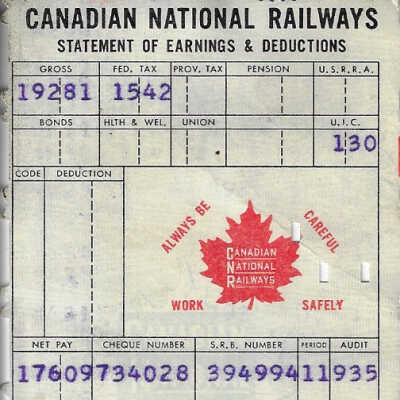 CANADIAN NATIONAL RAILWAYS
STATEMENT OF EARNINGS & DEDUCTIONS
GROSS FED. TAX PROV. TAX PENSION U.S.R.R.A.
19281 1542
BONDS HLTH & WEL. UNION U.I.C.
130
CODE DEDUCTION
ALWAYS BE CAREFUL
CANADIAN
NATIONAL
RAILWAYS
WORK SAFELY
NET PAY CHEQUE NUMBER S.R.B. NUMBER PERIOD AUDIT
17609734028 39499411935